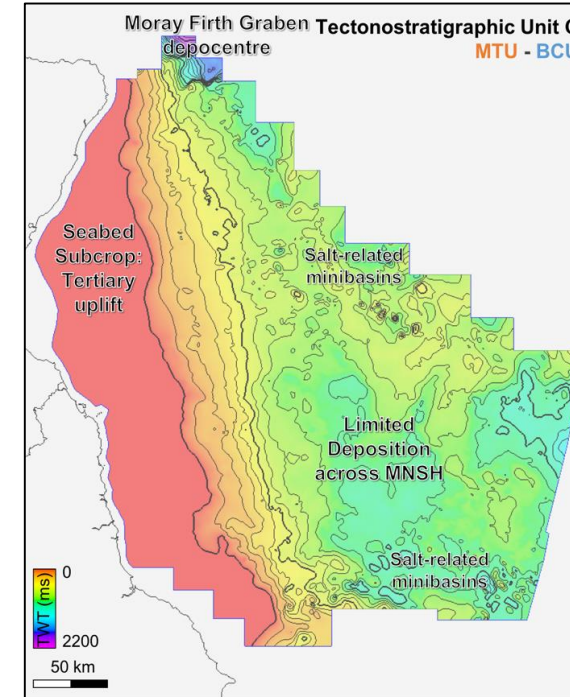 Moray Firth Graben
depocentre
Tectonostratigraphic Unit
MTU - BCU
Seabed
Subcrop:
Tertiary
uplift
Salt-related
minibasins
Limited
Deposition
across MNSH
Salt-related
minibasins
TWT (ms)
0
2200
50 km